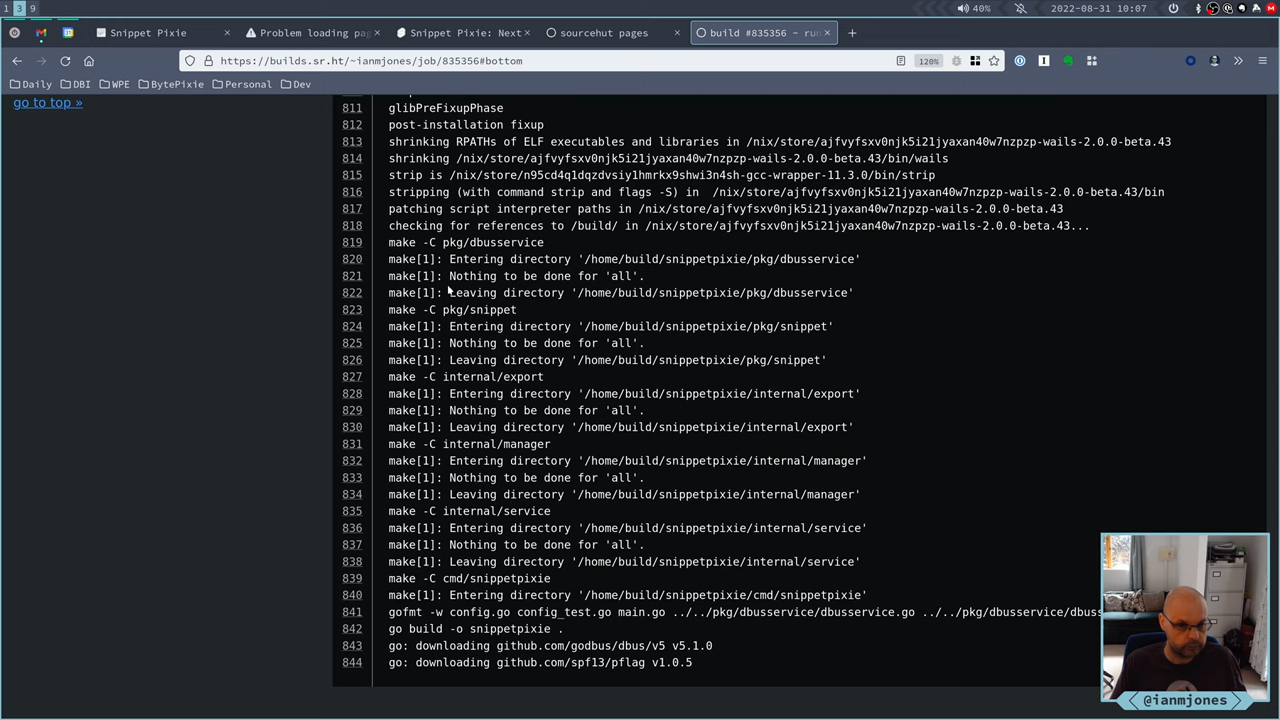 1 3 9
40%
2022-08-31 10:07
Snippet Pixie
Problem loading pag
Snippet Pixie: Next
sourcehut pages
build #835356 - run
https://builds.sr.ht/~ianmjones/job/835356#bottom
120%
Daily
DBI
WPE
BytePixie
Personal
Dev
go to top »
811 glibPreFixupPhase
812 post-installation fixup
813 shrinking RPATHs of ELF executables and libraries in /nix/store/ajfvyfsxv0njk5i21jyaxan40w7nzpzp-wails-2.0.0-beta.43
814 shrinking /nix/store/ajfvyfsxv0njk5i21jyaxan40w7nzpzp-wails-2.0.0-beta.43/bin/wails
815 strip is /nix/store/n95cd4q1dqzdvsiy1hmrkx9shwi3n4sh-gcc-wrapper-11.3.0/bin/strip
816 stripping (with command strip and flags -S) in  /nix/store/ajfvyfsxv0njk5i21jyaxan40w7nzpzp-wails-2.0.0-beta.43/bin
817 patching script interpreter paths in /nix/store/ajfvyfsxv0njk5i21jyaxan40w7nzpzp-wails-2.0.0-beta.43
818 checking for references to /build/ in /nix/store/ajfvyfsxv0njk5i21jyaxan40w7nzpzp-wails-2.0.0-beta.43...
819 make -C pkg/dbusservice
820 make[1]: Entering directory '/home/build/snippetpixie/pkg/dbusservice'
821 make[1]: Nothing to be done for 'all'.
822 make[1]: Leaving directory '/home/build/snippetpixie/pkg/dbusservice'
823 make -C pkg/snippet
824 make[1]: Entering directory '/home/build/snippetpixie/pkg/snippet'
825 make[1]: Nothing to be done for 'all'.
826 make[1]: Leaving directory '/home/build/snippetpixie/pkg/snippet'
827 make -C internal/export
828 make[1]: Entering directory '/home/build/snippetpixie/internal/export'
829 make[1]: Nothing to be done for 'all'.
830 make[1]: Leaving directory '/home/build/snippetpixie/internal/export'
831 make -C internal/manager
832 make[1]: Entering directory '/home/build/snippetpixie/internal/manager'
833 make[1]: Nothing to be done for 'all'.
834 make[1]: Leaving directory '/home/build/snippetpixie/internal/manager'
835 make -C internal/service
836 make[1]: Entering directory '/home/build/snippetpixie/internal/service'
837 make[1]: Nothing to be done for 'all'.
838 make[1]: Leaving directory '/home/build/snippetpixie/internal/service'
839 make -C cmd/snippetpixie
840 make[1]: Entering directory '/home/build/snippetpixie/cmd/snippetpixie'
841 gofmt -w config.go config_test.go main.go ../../pkg/dbusservice/dbusservice.go ../../pkg/dbusservice/dbuss
842 go build -o snippetpixie .
843 go: downloading github.com/godbus/dbus/v5 v5.1.0
844 go: downloading github.com/spf13/pflag v1.0.5
@ianmjones